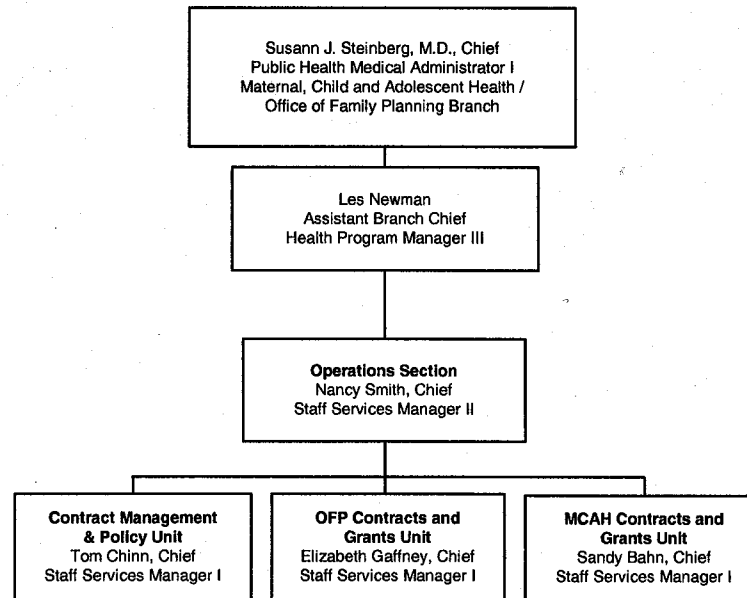 Susann J. Steinberg, M.D., Chief
Public Health Medical Administrator I
Maternal, Child and Adolescent Health /
Office of Family Planning Branch
Les Newman
Assistant Branch Chief
Health Program Manager III
Operations Section
Nancy Smith, Chief
Staff Services Manager II
Contract Management
& Policy Unit
Tom Chinn, Chief
Staff Services Manager I
OFP Contracts and
Grants Unit
Elizabeth Gaffney, Chief
Staff Services Manager I
MCAH Contracts and
Grants Unit
Sandy Bahn, Chief
Staff Services Manager I